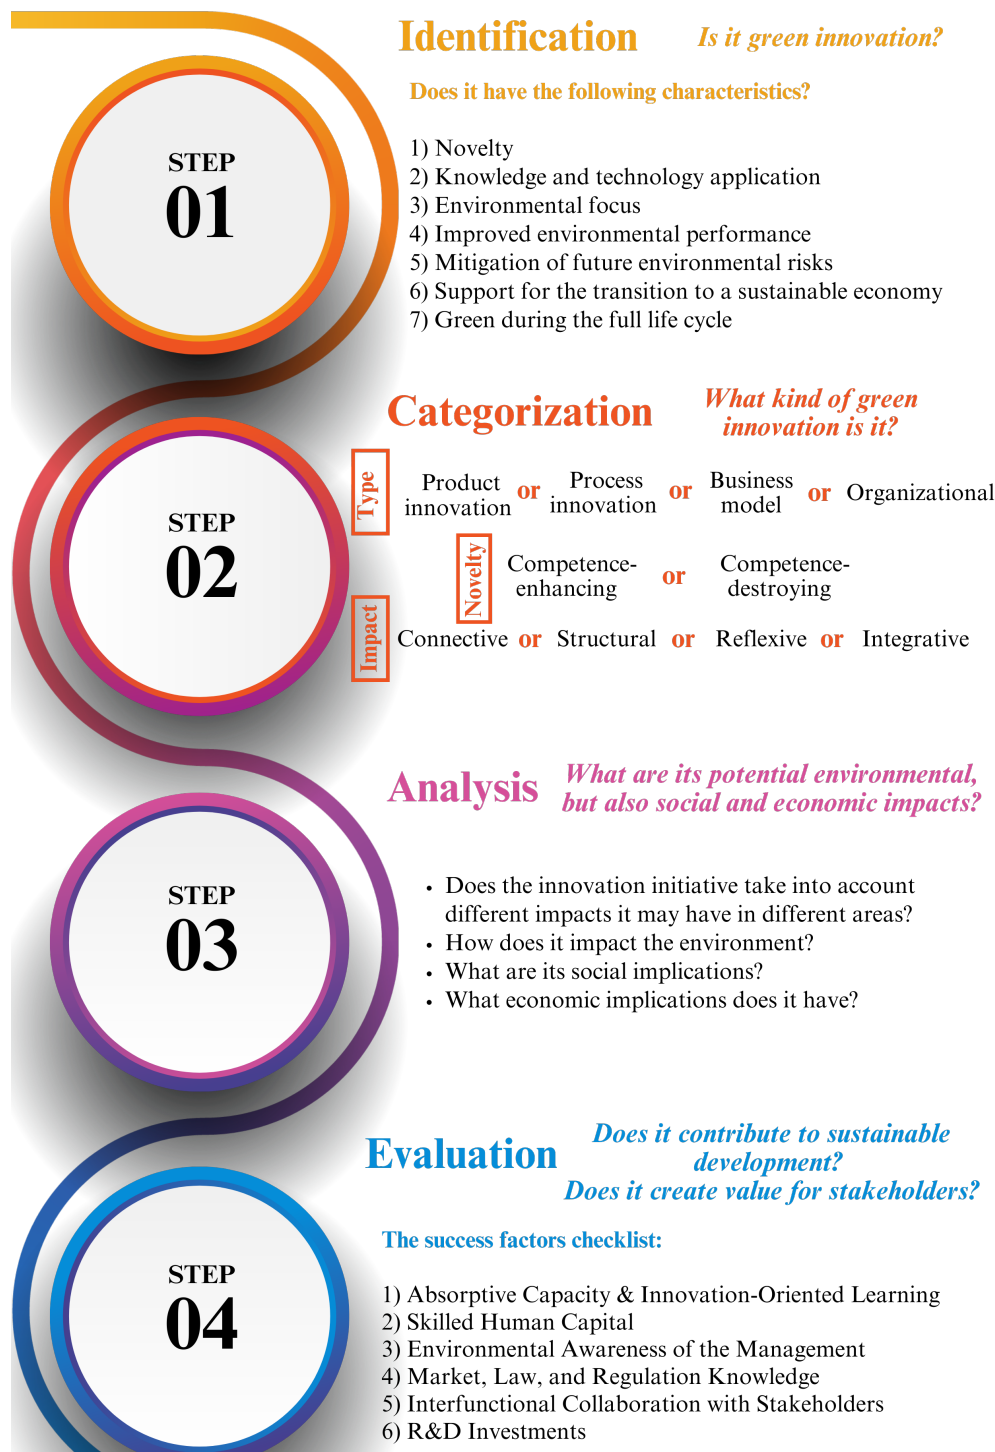 Identification
Is it green innovation?
Does it have the following characteristics?
STEP
01
1) Novelty
2) Knowledge and technology application
3) Environmental focus
4) Improved environmental performance
5) Mitigation of future environmental risks
6) Support for the transition to a sustainable economy
7) Green during the full life cycle
Categorization
What kind of green
innovation is it?
STEP
02
Type
Product
innovation
or
Process
innovation
or
Business
model
or
Organizational
Novelty
Competence-
enhancing
or
Competence-
destroying
Impact
Connective or Structural or Reflexive or Integrative
Analysis
What are its potential environmental,
but also social and economic impacts?
STEP
03
• Does the innovation initiative take into account
different impacts it may have in different areas?
• How does it impact the environment?
• What are its social implications?
• What economic implications does it have?
Evaluation
Does it contribute to sustainable
development?
Does it create value for stakeholders?
The success factors checklist:
STEP
04
1) Absorptive Capacity & Innovation-Oriented Learning
2) Skilled Human Capital
3) Environmental Awareness of the Management
4) Market, Law, and Regulation Knowledge
5) Interfunctional Collaboration with Stakeholders
6) R&D Investments